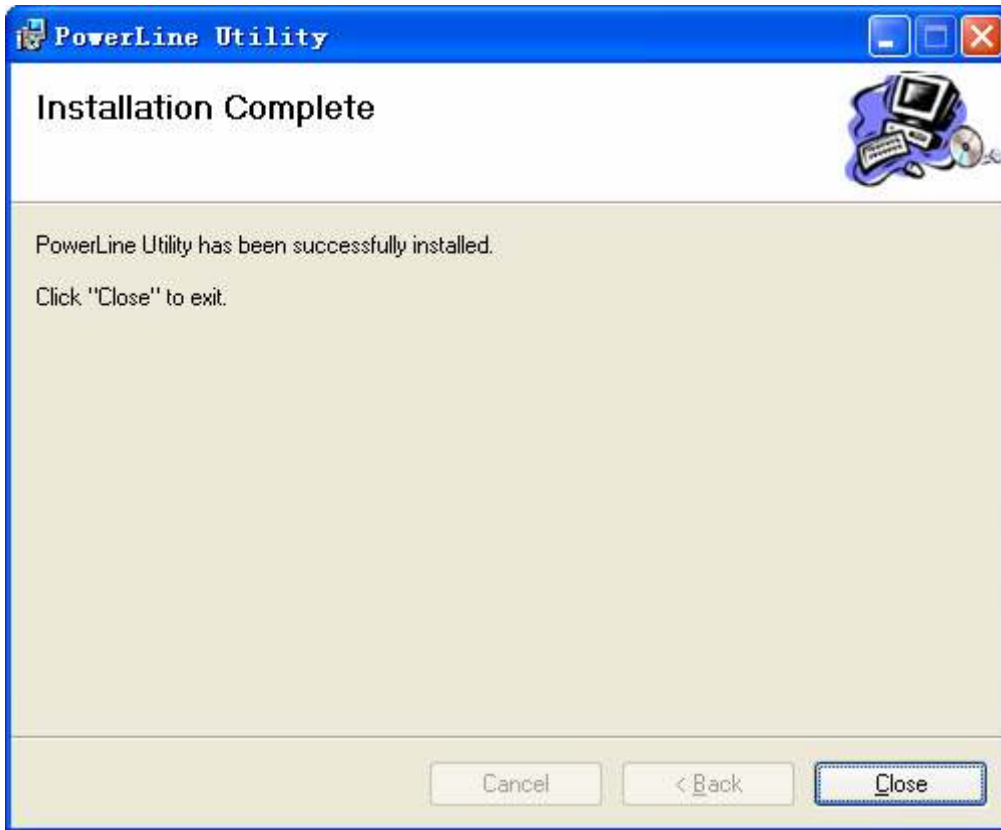 PowerLine Utility
Installation Complete
PowerLine Utility has been successfully installed.
Click "Close" to exit.
Cancel
< Back
Close